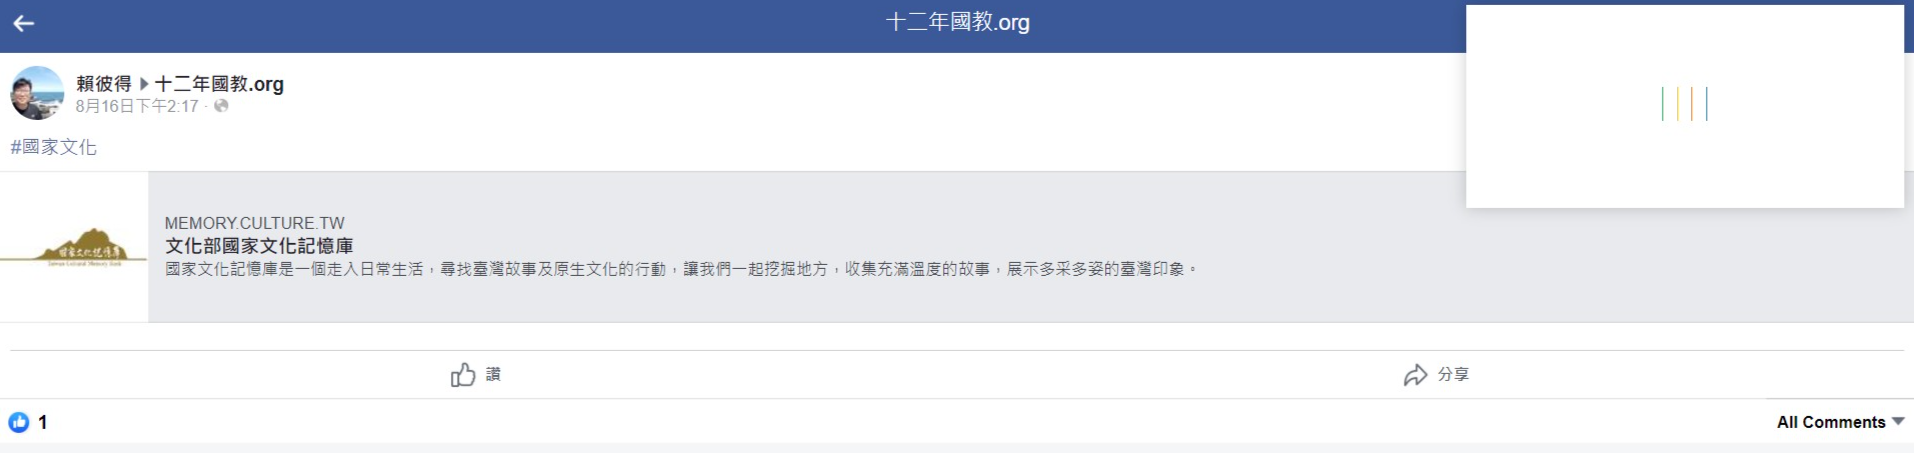 十二年國教.org
賴彼得 ▶ 十二年國教.org
8月16日下午2:17 ·
#國家文化
國家文化記憶庫
Taiwan Cultural Memory Bank
MEMORY.CULTURE.TW
文化部國家文化記憶庫
國家文化記憶庫是一個走入日常生活，尋找臺灣故事及原生文化的行動，讓我們一起挖掘地方，收集充滿溫度的故事，展示多采多姿的臺灣印象。
讚
分享
1
All Comments